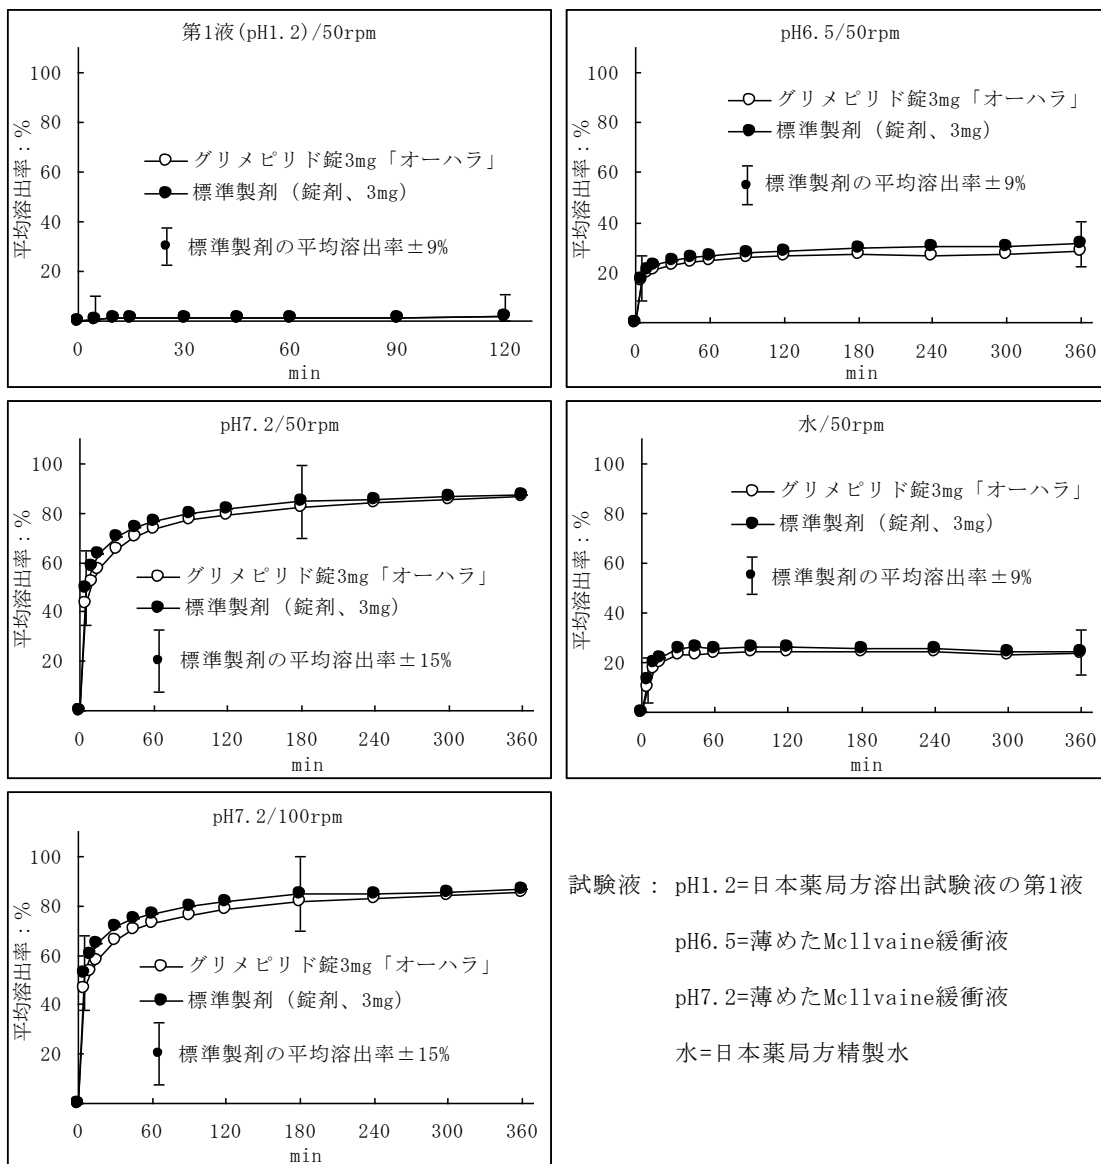 第1液(pH1.2)/50rpm
平均溶出率:%
100
80
60
40
20
グリメピリド錠3mg「オーハラ」
標準製剤(錠剤、3mg)
標準製剤の平均溶出率±9%
0 30 60 90 120
min
pH6.5/50rpm
平均溶出率:%
100
80
60
40
20
グリメピリド錠3mg「オーハラ」
標準製剤(錠剤、3mg)
標準製剤の平均溶出率±9%
0 60 120 180 240 300 360
min
pH7.2/50rpm
平均溶出率:%
100
80
60
40
20
グリメピリド錠3mg「オーハラ」
標準製剤(錠剤、3mg)
標準製剤の平均溶出率±15%
0 60 120 180 240 300 360
min
水/50rpm
平均溶出率:%
100
80
60
40
20
グリメピリド錠3mg「オーハラ」
標準製剤(錠剤、3mg)
標準製剤の平均溶出率±9%
0 60 120 180 240 300 360
min
pH7.2/100rpm
平均溶出率:%
100
80
60
40
20
グリメピリド錠3mg「オーハラ」
標準製剤(錠剤、3mg)
標準製剤の平均溶出率±15%
0 60 120 180 240 300 360
min
試験液: pH1.2=日本薬局方溶出試験液の第1液
pH6.5=薄めたMcllvaine緩衝液
pH7.2=薄めたMcllvaine緩衝液
水=日本薬局方精製水